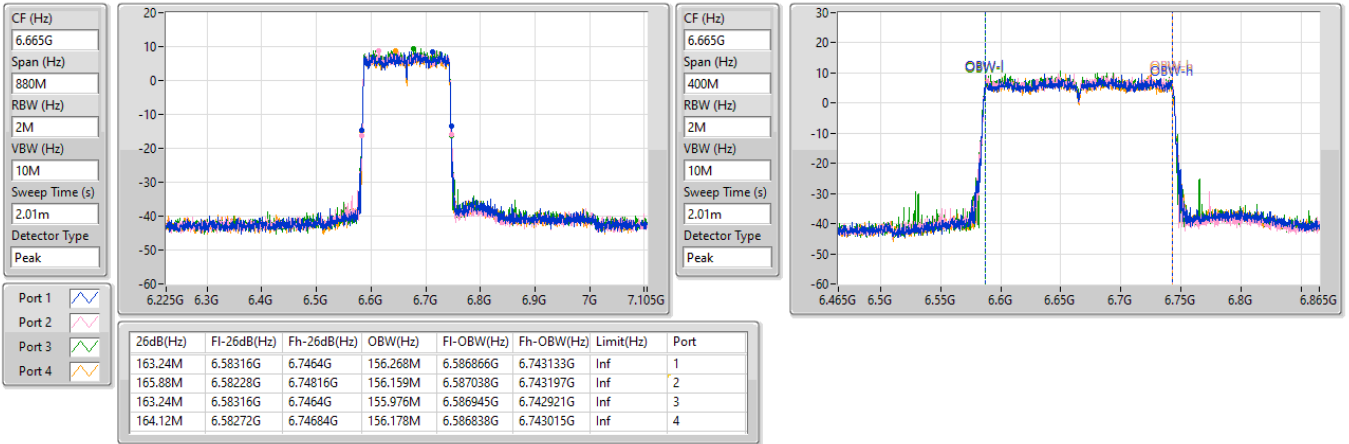 CF (Hz)
6.665G
Span (Hz)
880M
RBW (Hz)
2M
VBW (Hz)
10M
Sweep Time (s)
2.01m
Detector Type
Peak
20
10
0
-10
-20
-30
-40
-50
-60
6.225G 6.3G 6.4G 6.5G 6.6G 6.7G 6.8G 6.9G 7G 7.105G
CF (Hz)
6.665G
Span (Hz)
400M
RBW (Hz)
2M
VBW (Hz)
10M
Sweep Time (s)
2.01m
Detector Type
Peak
30
20
10
0
-10
-20
-30
-40
-50
-60
OBW-l
OBW-h
6.465G 6.5G 6.55G 6.6G 6.65G 6.7G 6.75G 6.8G 6.865G
Port 1
Port 2
Port 3
Port 4
26dB(Hz) Fl-26dB(Hz) Fh-26dB(Hz) OBW(Hz) Fl-OBW(Hz) Fh-OBW(Hz) Limit(Hz) Port
163.24M 6.58316G 6.7464G 156.268M 6.586866G 6.743133G Inf 1
165.88M 6.58228G 6.74816G 156.159M 6.587038G 6.743197G Inf 2
163.24M 6.58316G 6.7464G 155.976M 6.586945G 6.742921G Inf 3
164.12M 6.58272G 6.74684G 156.178M 6.586838G 6.743015G Inf 4